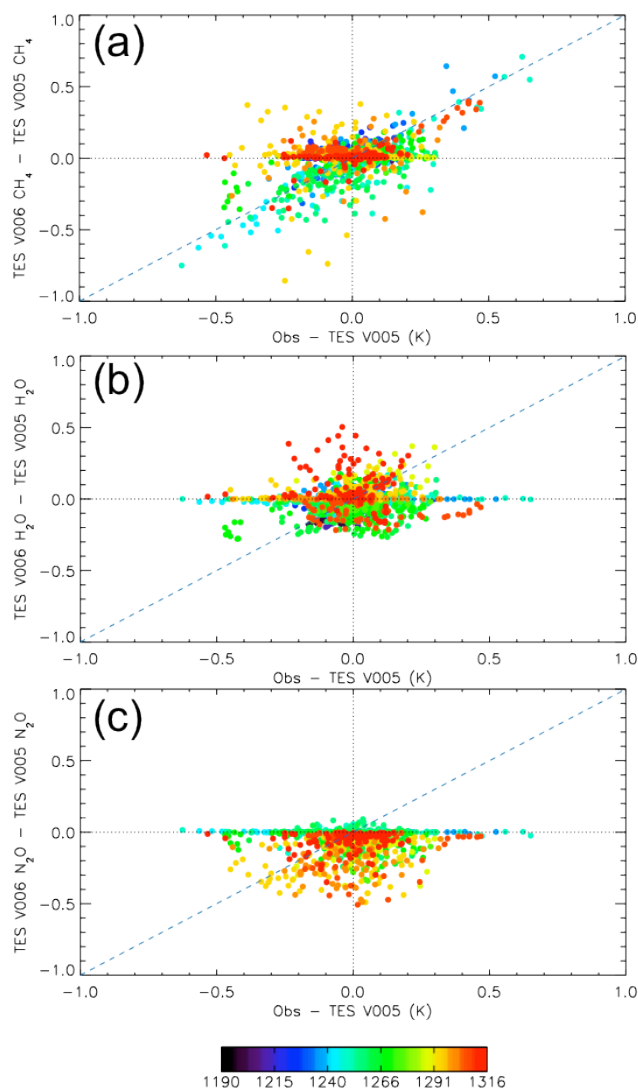 (a)
TES V006 CH₄ − TES V005 CH₄
1.0
0.5
0.0
−0.5
−1.0
−1.0 −0.5 0.0 0.5 1.0
Obs − TES V005 (K)
(b)
TES V006 H₂O − TES V005 H₂O
1.0
0.5
0.0
−0.5
−1.0
−1.0 −0.5 0.0 0.5 1.0
Obs − TES V005 (K)
(c)
TES V006 N₂O − TES V005 N₂O
1.0
0.5
0.0
−0.5
−1.0
−1.0 −0.5 0.0 0.5 1.0
Obs − TES V005 (K)
1190 1215 1240 1266 1291 1316